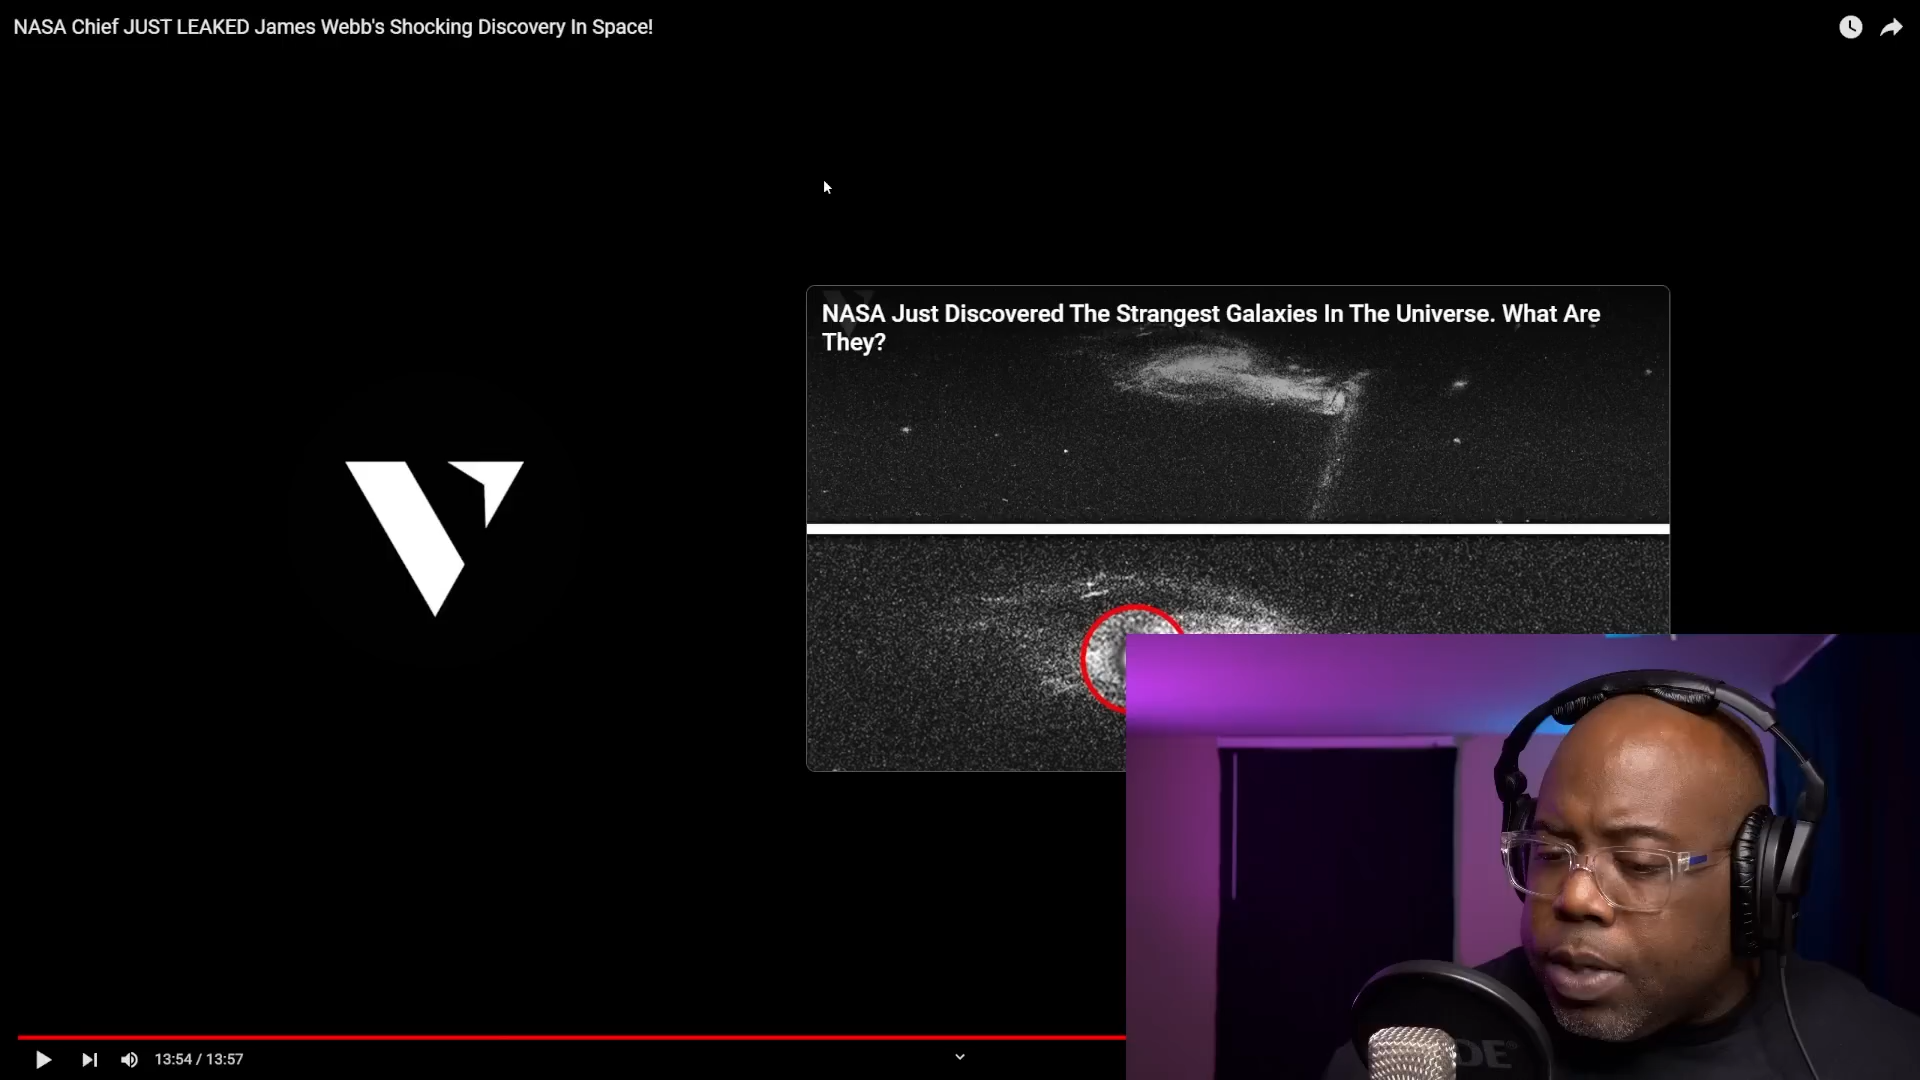 NASA Chief JUST LEAKED James Webb's Shocking Discovery In Space!
NASA Just Discovered The Strangest Galaxies In The Universe. What Are
They?
13:54 / 13:57